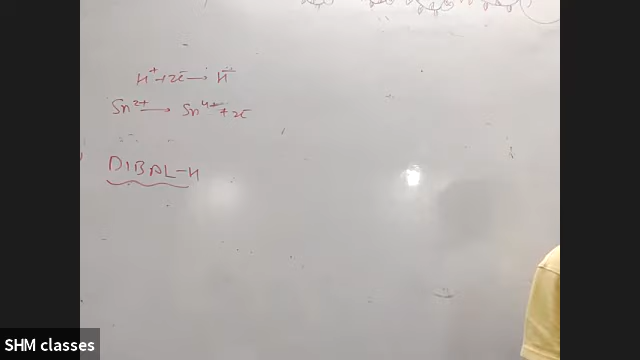 H⁺ + 2e⁻ → H⁻
Sn²⁺ → Sn⁴⁺ + 2e⁻
DIBAL-H
SHM classes